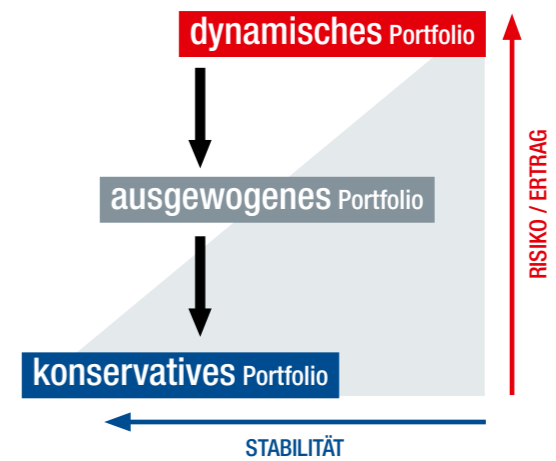 dynamisches Portfolio
ausgewogenes Portfolio
RISIKO / ERTRAG
konservatives Portfolio
STABILITÄT